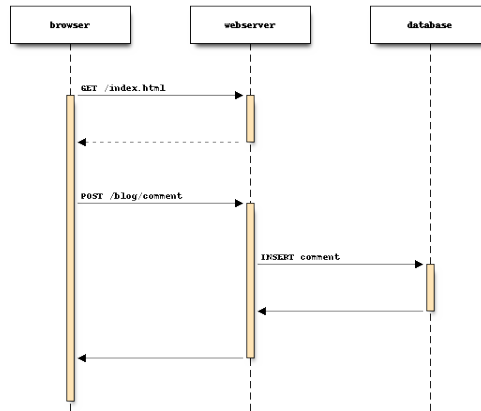 browser webserver database
GET /index.html
POST /blog/comment
INSERT comment